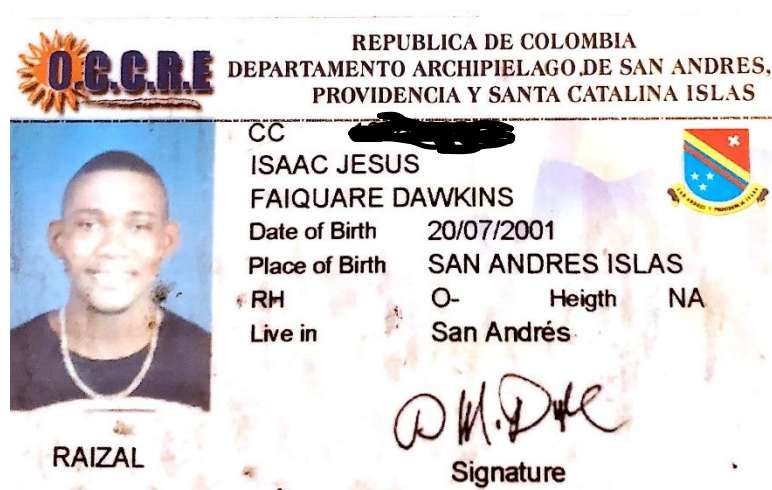 O.C.C.R.E
REPUBLICA DE COLOMBIA
DEPARTAMENTO ARCHIPIELAGO,DE SAN ANDRES,
PROVIDENCIA Y SANTA CATALINA ISLAS
CC
ISAAC JESUS
FAIQUARE DAWKINS
Date of Birth 20/07/2001
Place of Birth SAN ANDRES ISLAS
RH O- Heigth NA
Live in San Andrés
RAIZAL
Signature